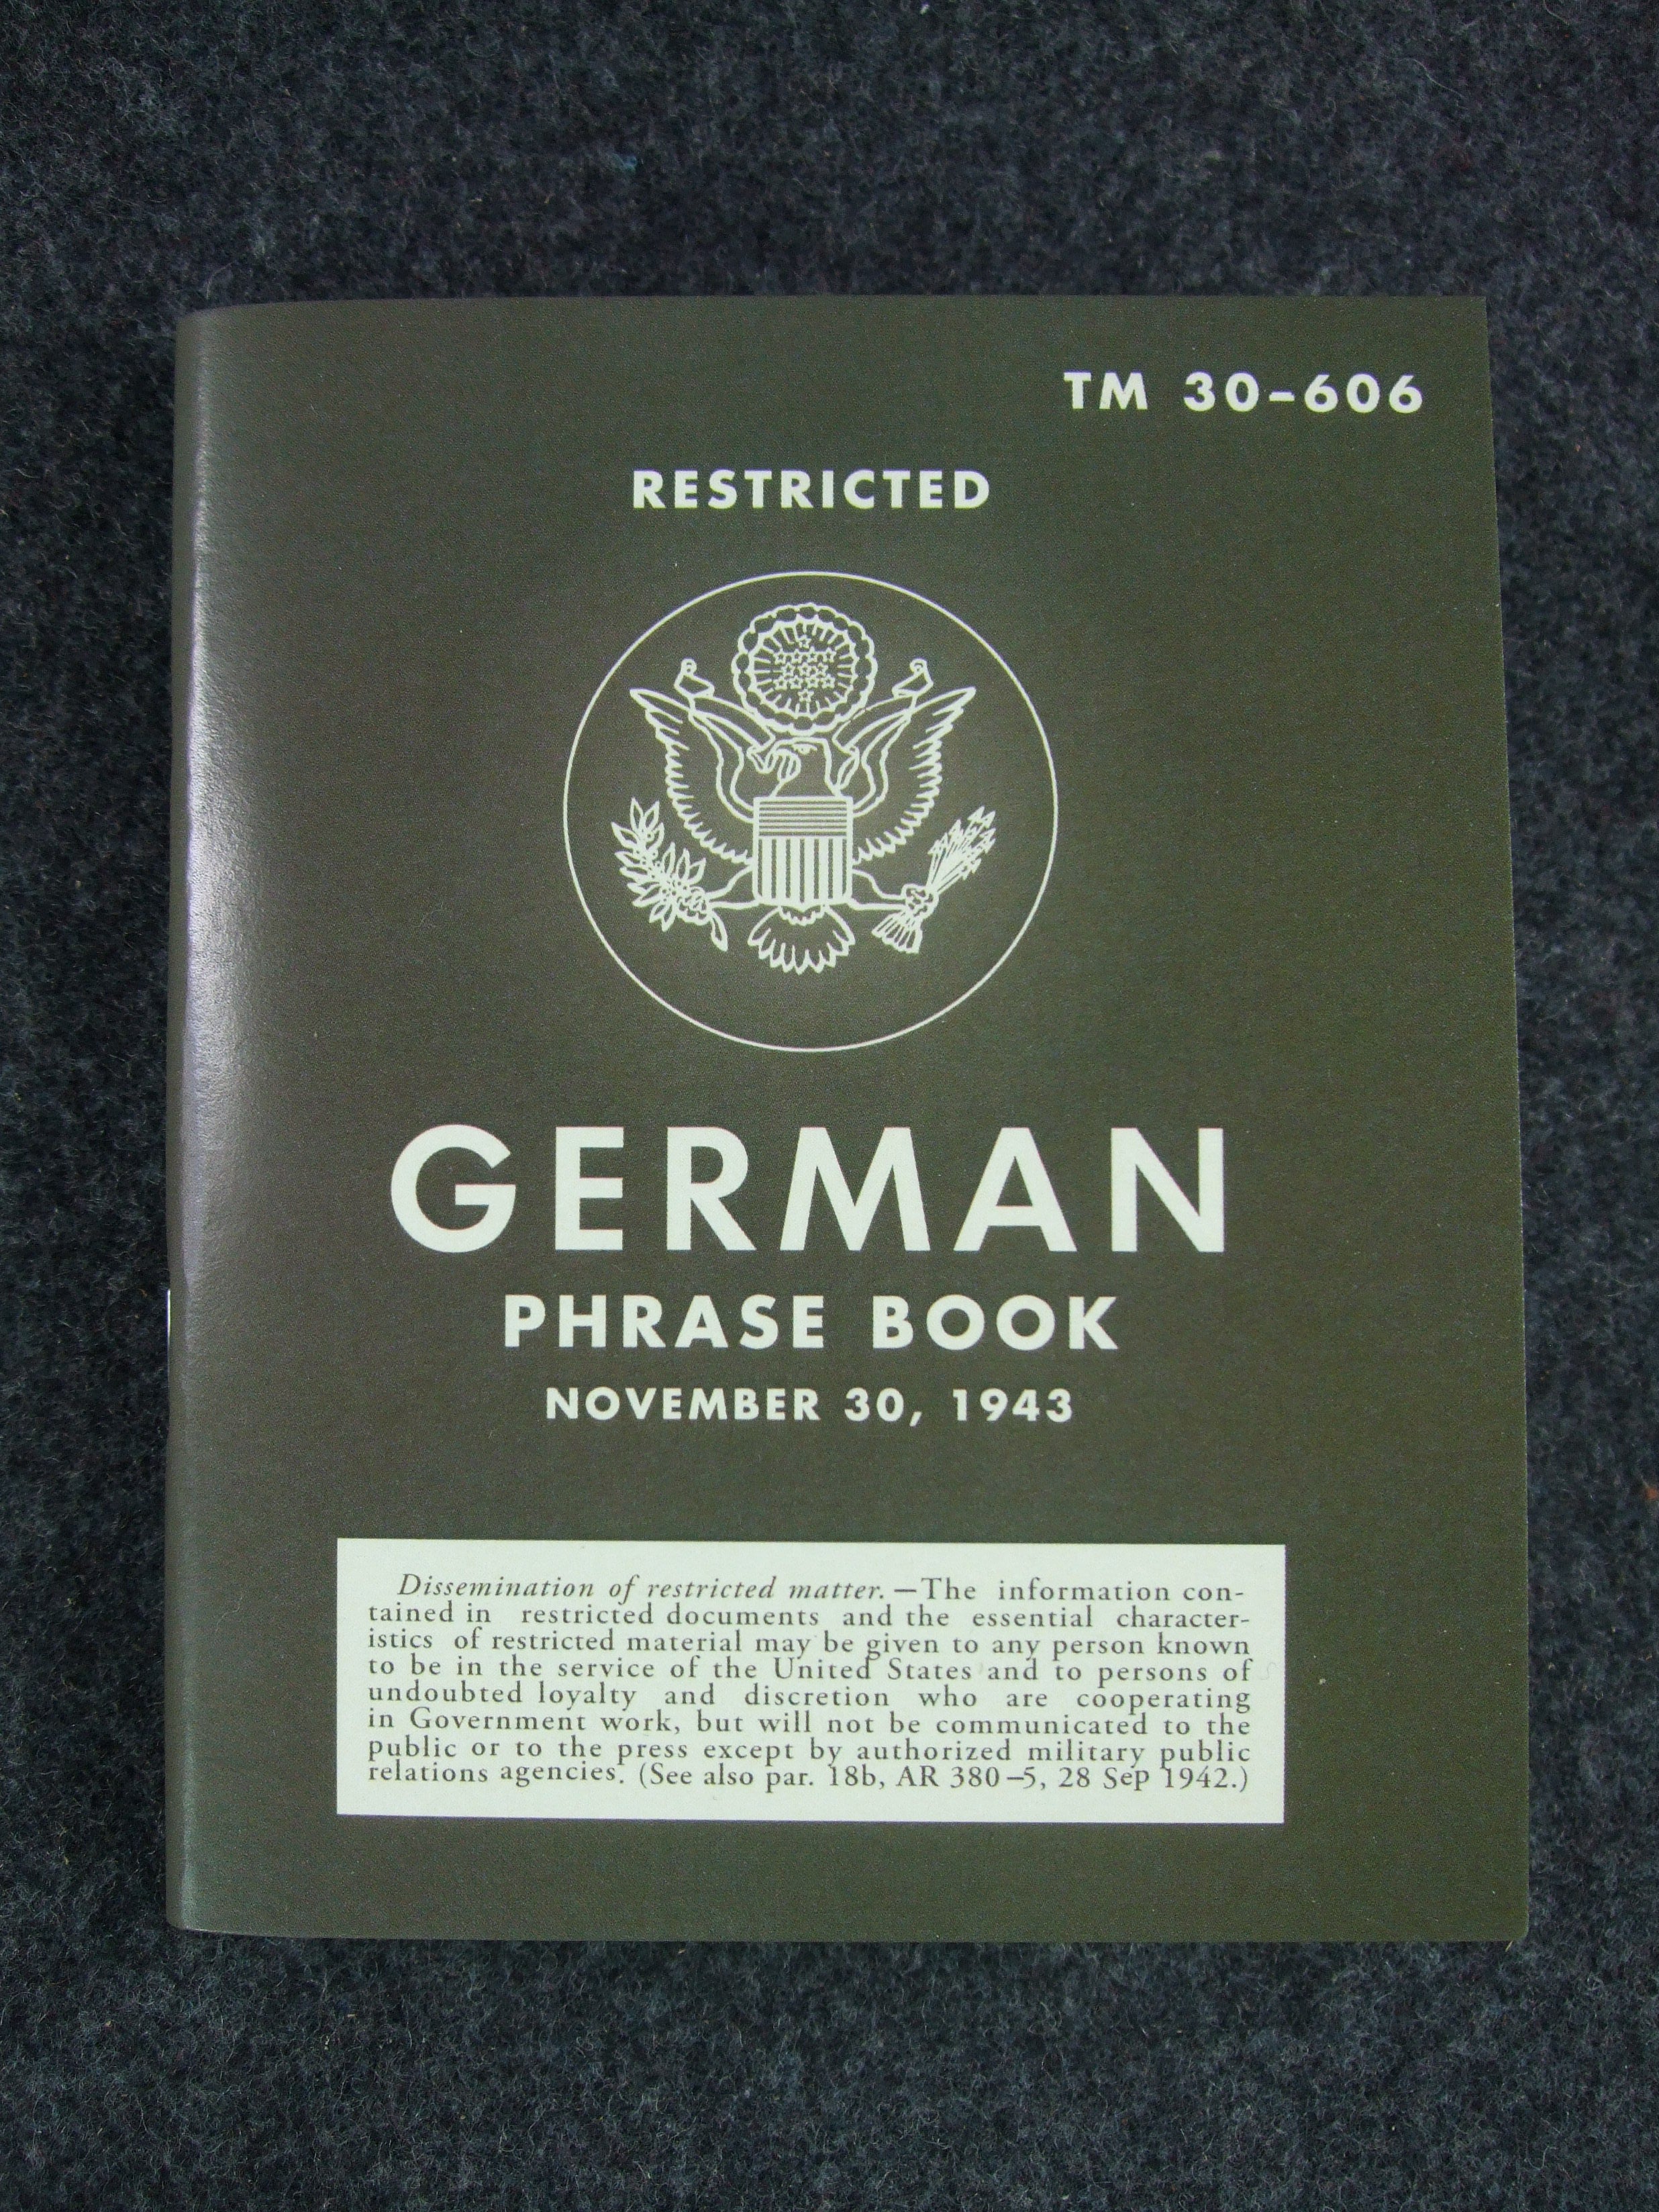 TM 30-606
RESTRICTED
GERMAN
PHRASE BOOK
NOVEMBER 30, 1943
Dissemination of restricted matter. —The information con-
tained in restricted documents and the essential character-
istics of restricted material may be given to any person known
to be in the service of the United States and to persons of
undoubted loyalty and discretion who are cooperating
in Government work, but will not be communicated to the
public or to the press except by authorized military public
relations agencies. (See also par. 18b, AR 380-5, 28 Sep 1942.)